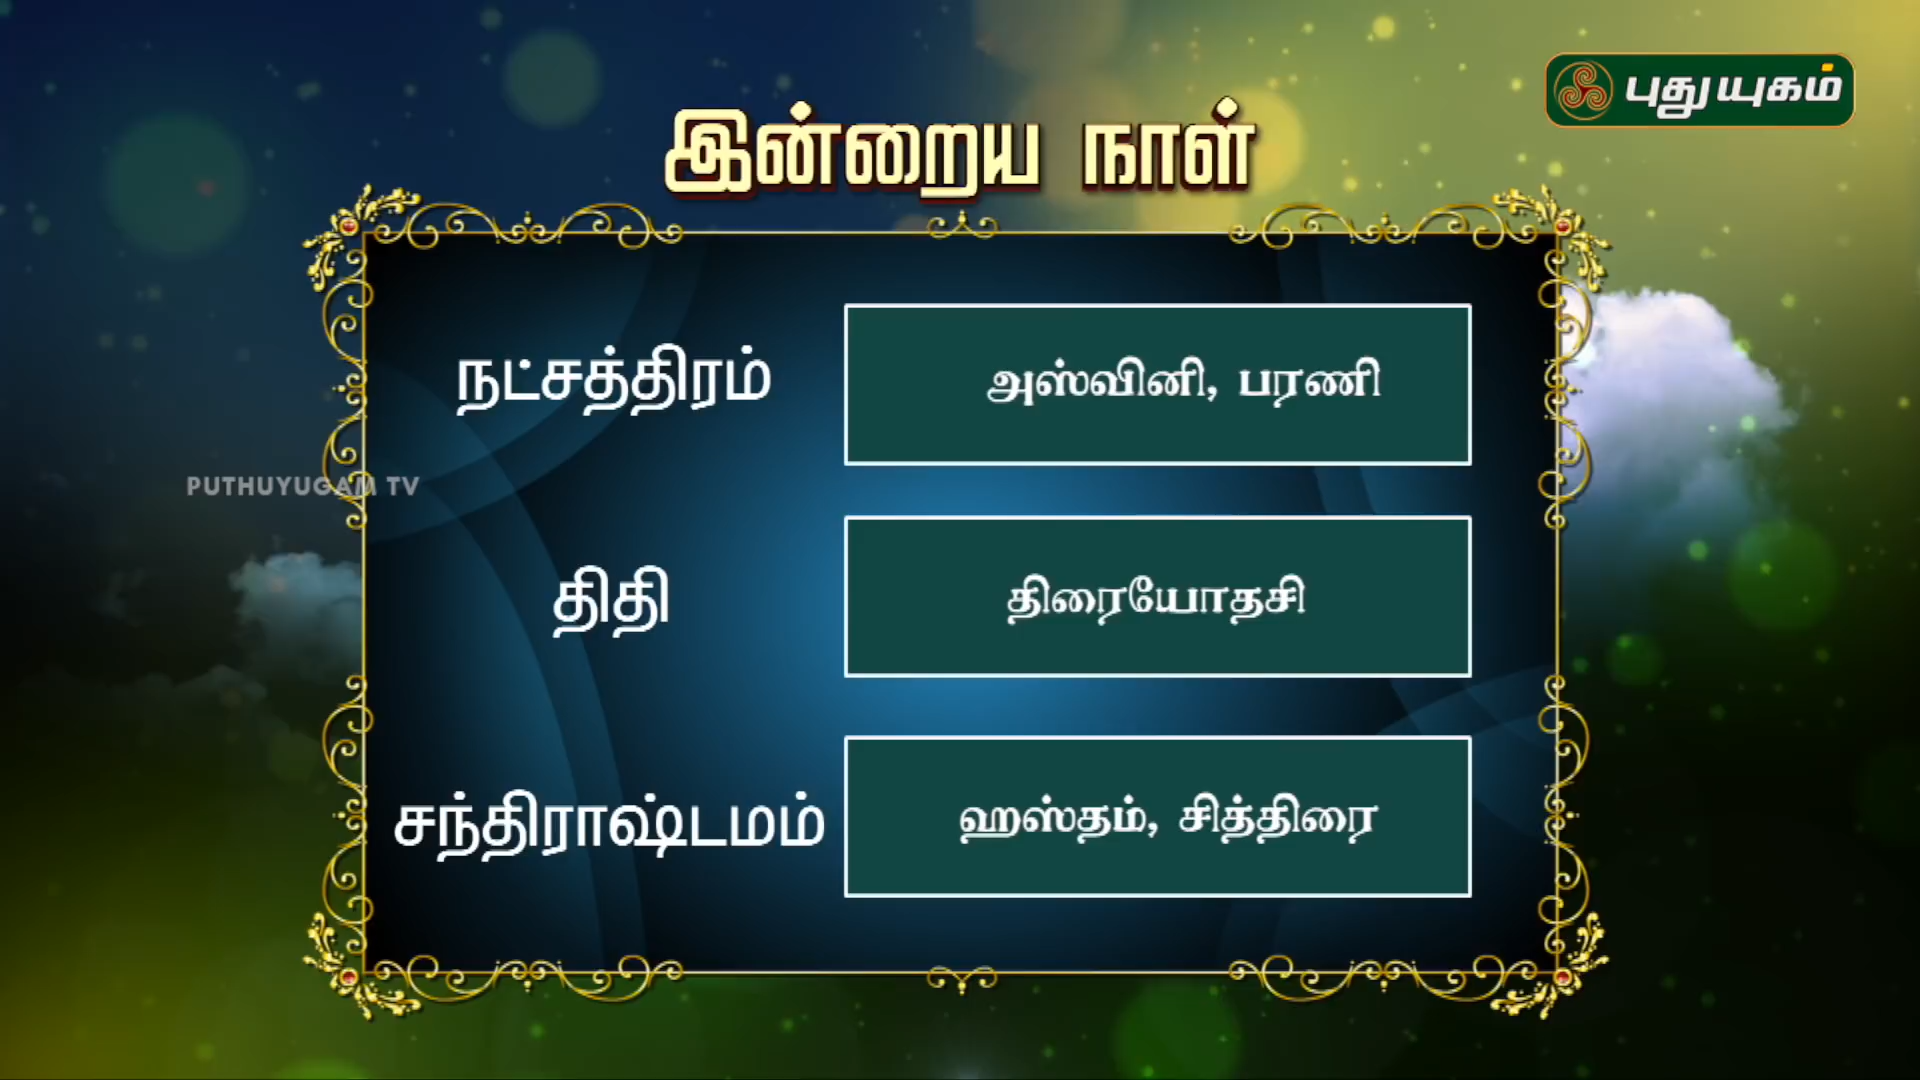 புதுயுகம்
இன்றைய நாள்
நட்சத்திரம் அஸ்வினி, பரணி
PUTHUYUGAM TV
திதி திரையோதசி
சந்திராஷ்டமம் ஹஸ்தம், சித்திரை